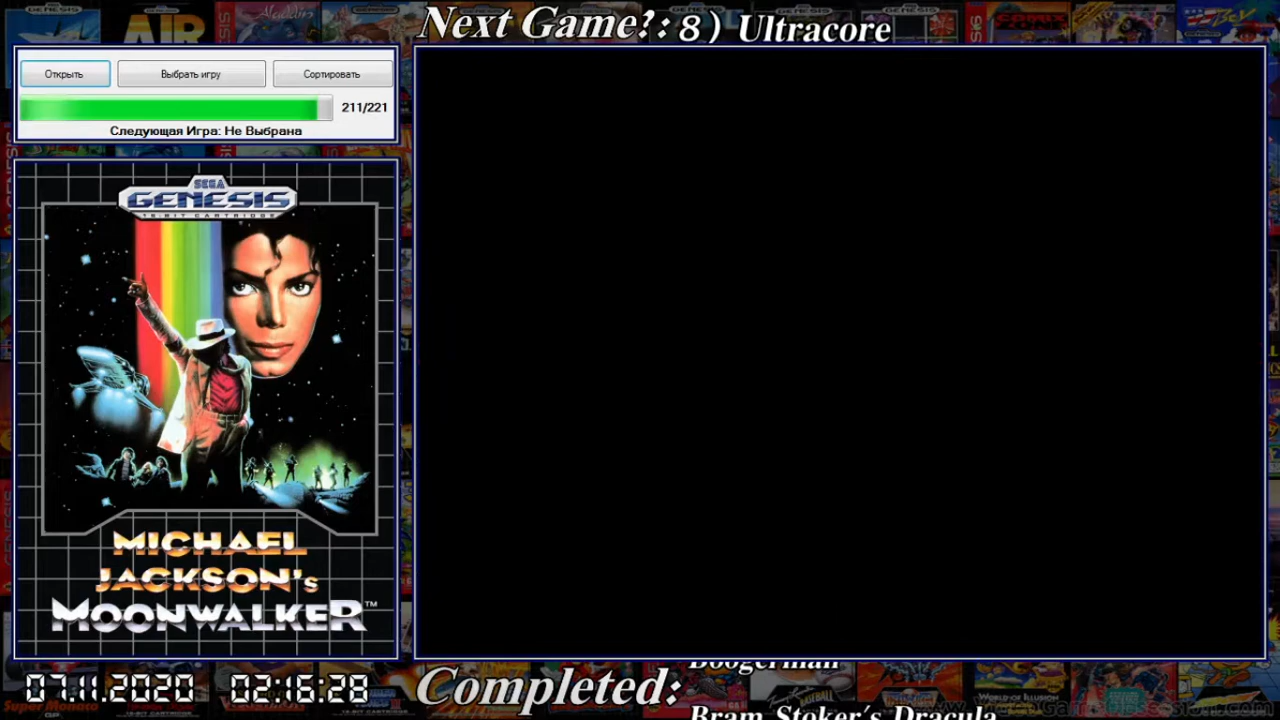 Next Game?: 8) Ultracore
Открыть
Выбрать игру
Сортировать
211/221
Следующая Игра: Не Выбрана
SEGA
GENESIS
16-BIT CARTRIDGE
MICHAEL
JACKSON'S
MOONWALKER™
07.11.2020 02:16:28
Completed:
Boogerman
Bram Stoker's Dracula